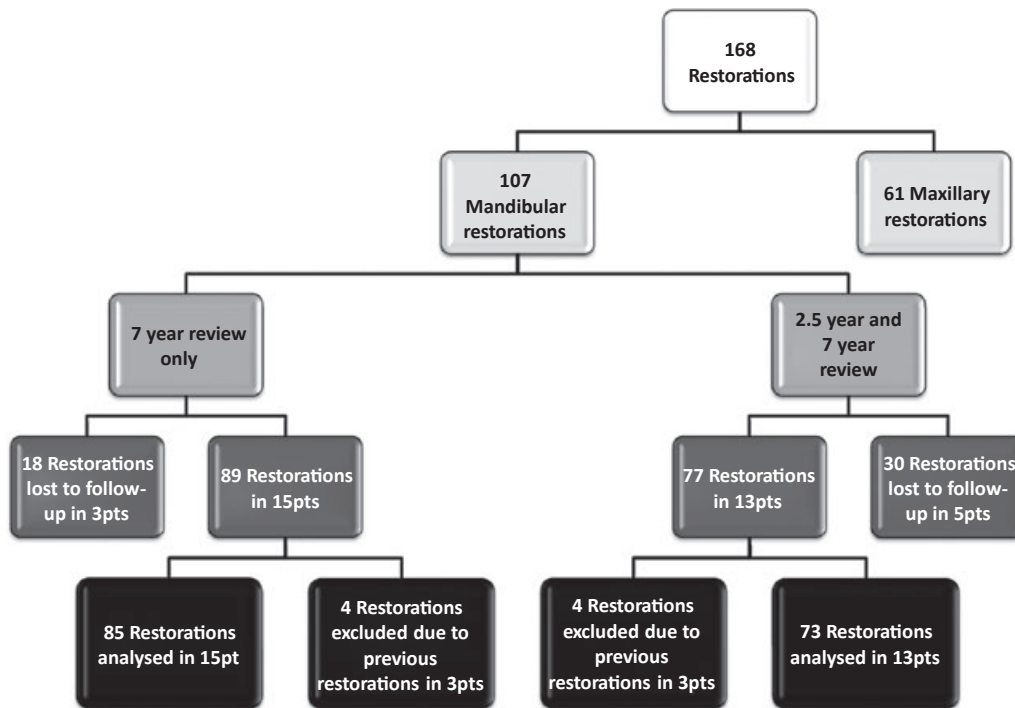 168
Restorations
107
Mandibular
restorations
61 Maxillary
restorations
7 year review
only
2.5 year and
7 year
review
18 Restorations
lost to follow-
up in 3pts
89 Restorations
in 15pts
77 Restorations
in 13pts
30 Restorations
lost to follow-
up in 5pts
85 Restorations
analysed in 15pt
4 Restorations
excluded due to
previous
restorations in 3pts
4 Restorations
excluded due to
previous
restorations in 3pts
73 Restorations
analysed in 13pts